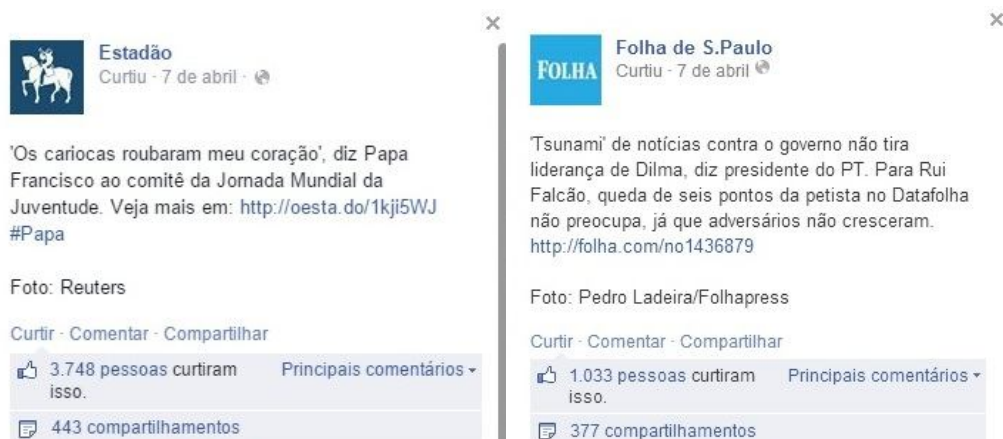 Estadão
Curtiu · 7 de abril ·
'Os cariocas roubaram meu coração', diz Papa
Francisco ao comitê da Jornada Mundial da
Juventude. Veja mais em: http://oesta.do/1kji5WJ
#Papa
Foto: Reuters
Curtir · Comentar · Compartilhar
3.748 pessoas curtiram
isso.
Principais comentários
443 compartilhamentos
FOLHA
Folha de S.Paulo
Curtiu · 7 de abril
'Tsunami' de notícias contra o governo não tira
liderança de Dilma, diz presidente do PT. Para Rui
Falcão, queda de seis pontos da petista no Datafolha
não preocupa, já que adversários não cresceram.
http://folha.com/no1436879
Foto: Pedro Ladeira/Folhapress
Curtir · Comentar · Compartilhar
1.033 pessoas curtiram
isso.
Principais comentários
377 compartilhamentos